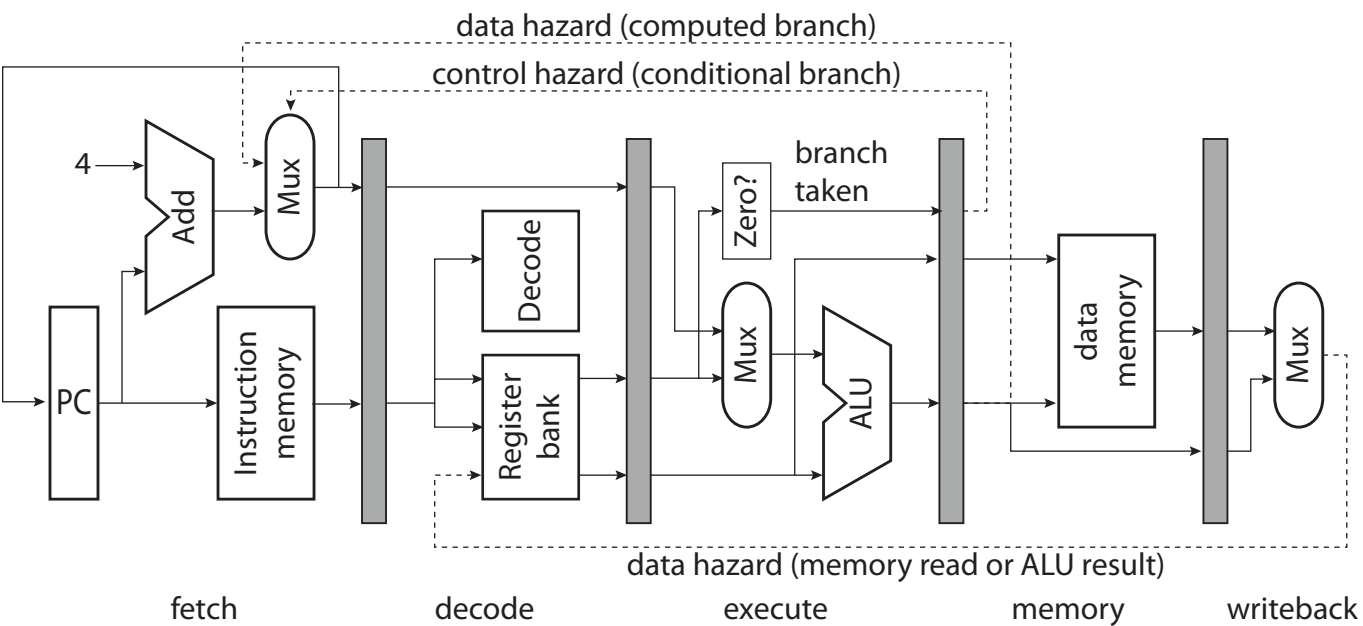 data hazard (computed branch)
control hazard (conditional branch)
4
Add
Mux
PC
Instruction
memory
Decode
Register
bank
Zero?
branch
taken
Mux
ALU
data
memory
Mux
data hazard (memory read or ALU result)
fetch
decode
execute
memory
writeback